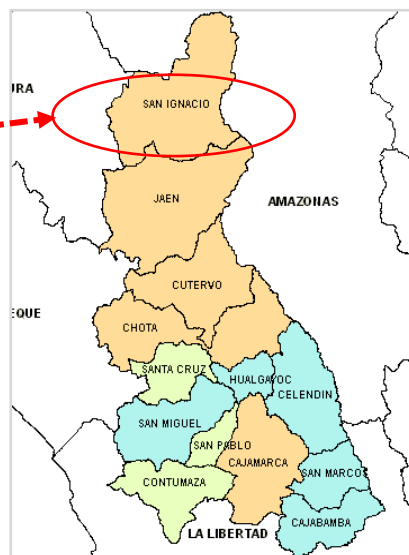 URA
SAN IGNACIO
JAEN
AMAZONAS
CUTERVO
EQUE
CHOTA
SANTA CRUZ
HUALGAYOC
CELENDIN
SAN MIGUEL
SAN PABLO
CAJAMARCA
SAN MARCOS
CONTUMAZA
LA LIBERTAD
CAJABAMBA